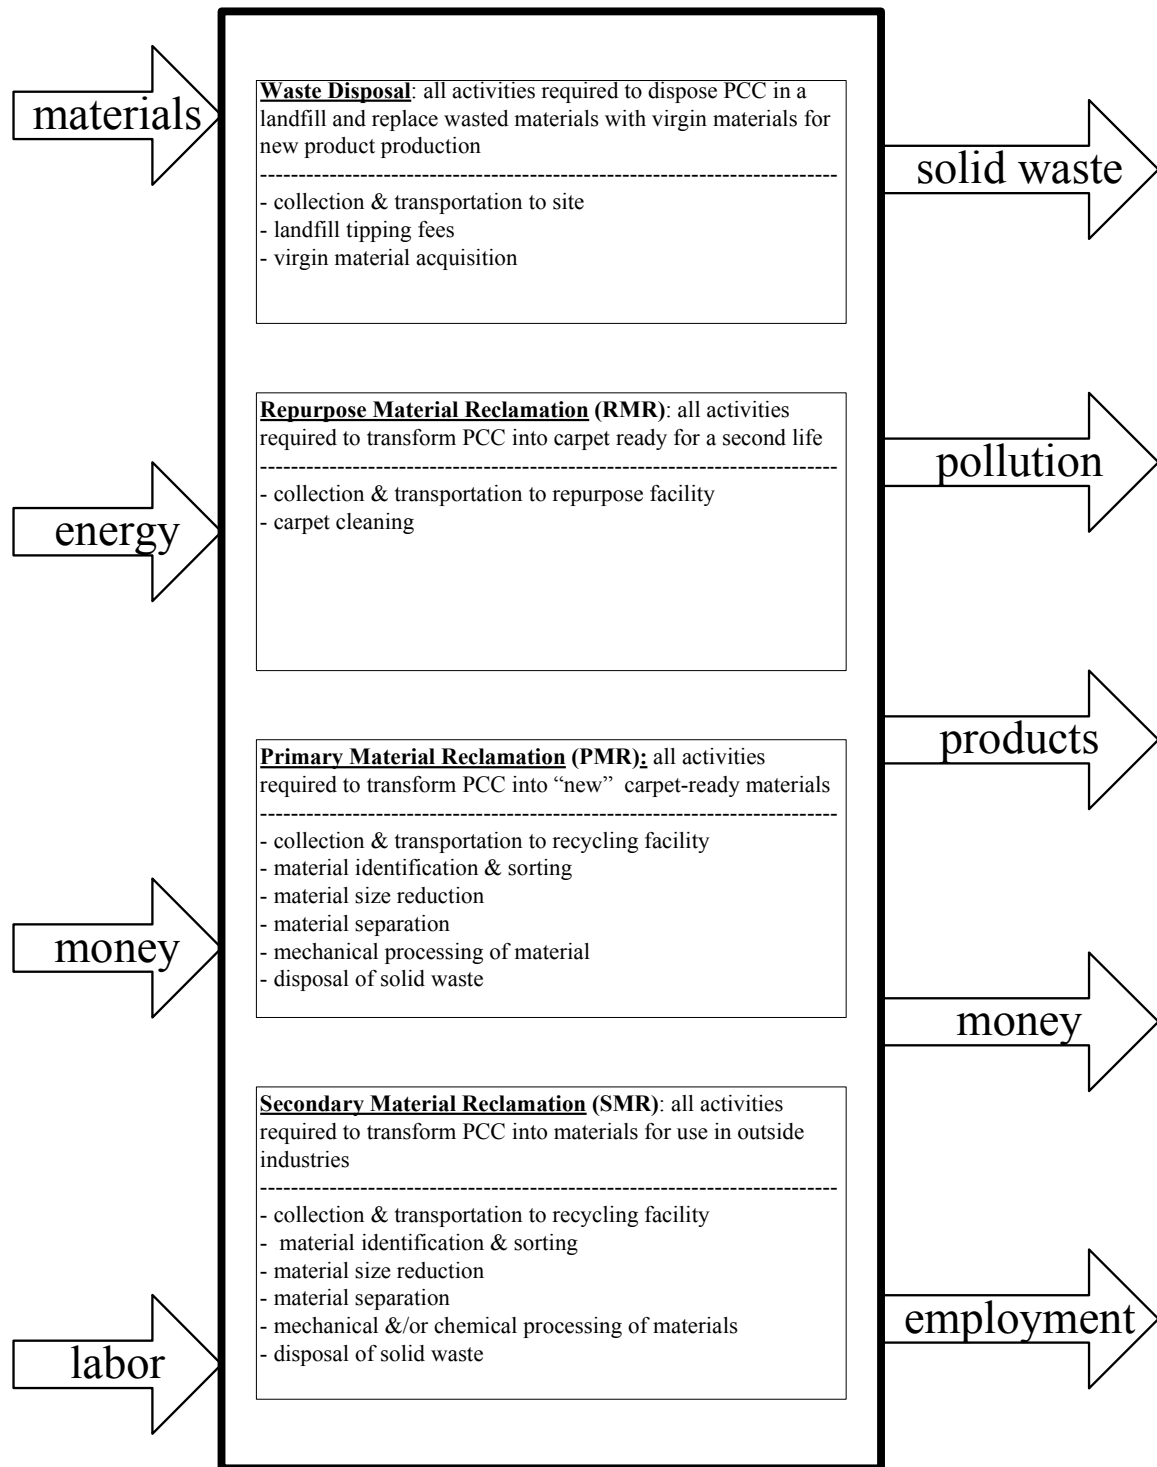 materials
energy
money
labor
Waste Disposal: all activities required to dispose PCC in a
landfill and replace wasted materials with virgin materials for
new product production
--------------------------------------------------------------------------
- collection & transportation to site
- landfill tipping fees
- virgin material acquisition
Repurpose Material Reclamation (RMR): all activities
required to transform PCC into carpet ready for a second life
--------------------------------------------------------------------------
- collection & transportation to repurpose facility
- carpet cleaning
Primary Material Reclamation (PMR): all activities
required to transform PCC into “new”  carpet-ready materials
--------------------------------------------------------------------------
- collection & transportation to recycling facility
- material identification & sorting
- material size reduction
- material separation
- mechanical processing of material
- disposal of solid waste
Secondary Material Reclamation (SMR): all activities
required to transform PCC into materials for use in outside
industries
--------------------------------------------------------------------------
- collection & transportation to recycling facility
-  material identification & sorting
- material size reduction
- material separation
- mechanical &/or chemical processing of materials
- disposal of solid waste
solid waste
pollution
products
money
employment